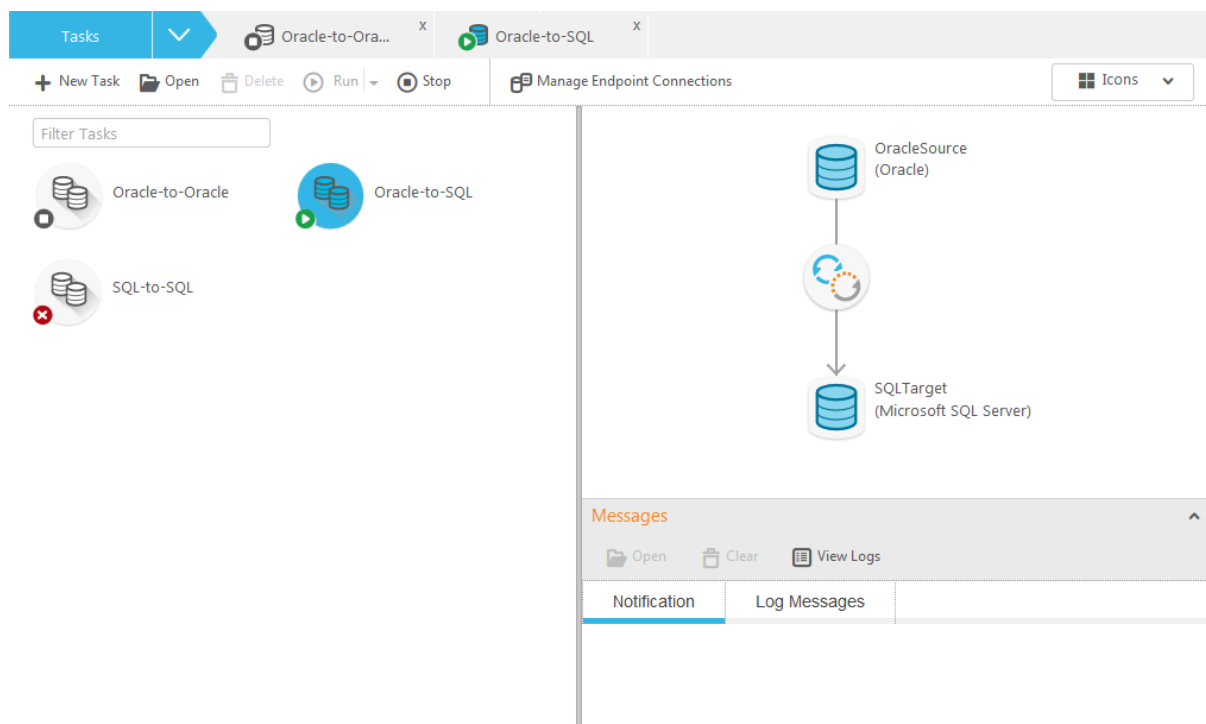 Tasks
Oracle-to-Ora... x
Oracle-to-SQL x
New Task Open Delete Run Stop Manage Endpoint Connections Icons
Filter Tasks
Oracle-to-Oracle Oracle-to-SQL
SQL-to-SQL
OracleSource
(Oracle)
SQLTarget
(Microsoft SQL Server)
Messages
Open Clear View Logs
Notification Log Messages